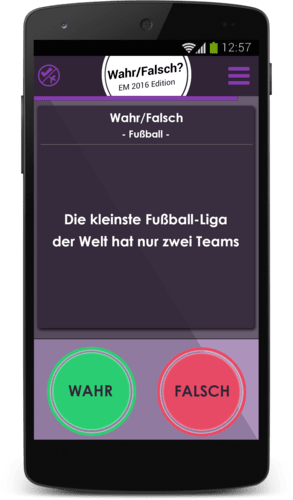 12:57
Wahr/Falsch?
EM 2016 Edition
Wahr/Falsch
- Fußball -
Die kleinste Fußball-Liga
der Welt hat nur zwei Teams
WAHR
FALSCH